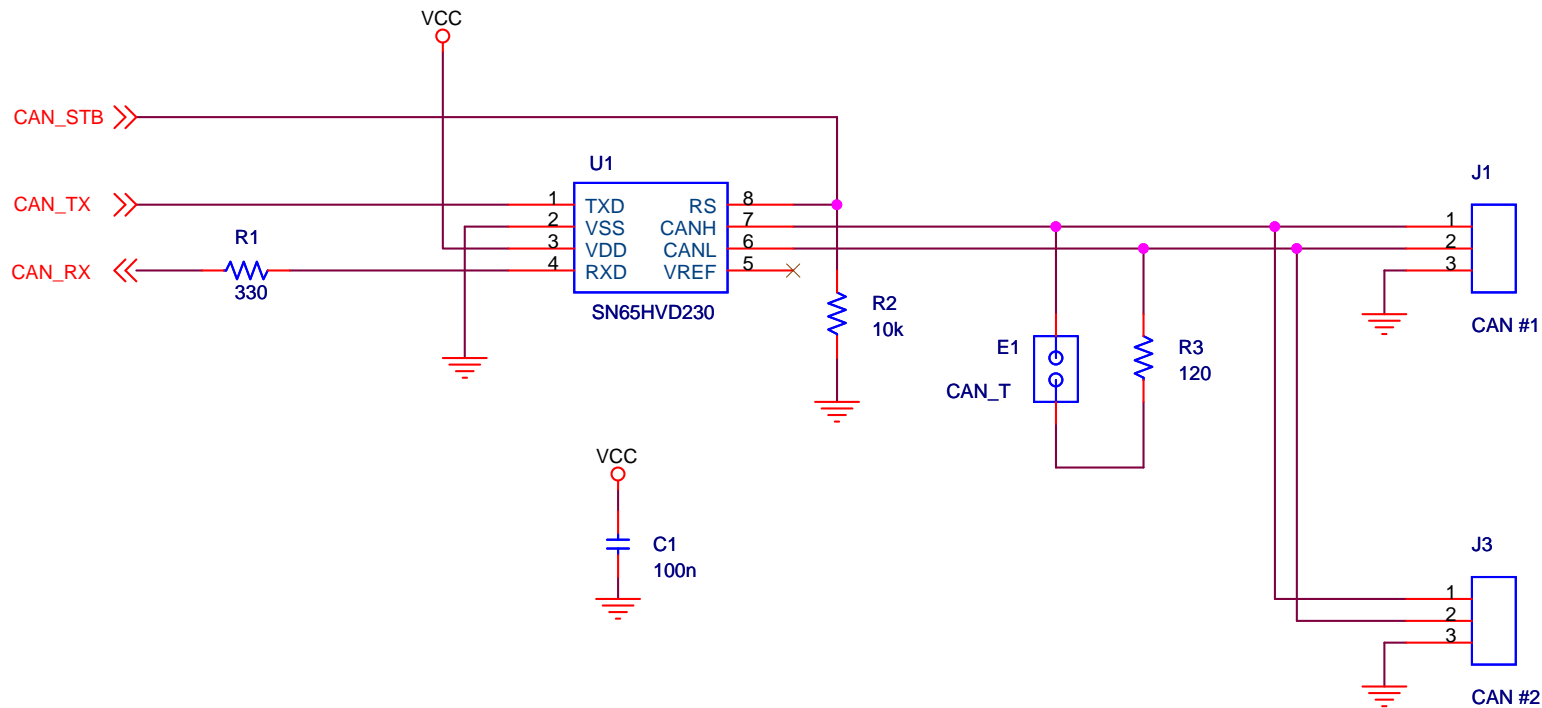 VCC
CAN_STB
U1
J1
CAN_TX
1 TXD RS 8
2 VSS CANH 7
3 VDD CANL 6
4 RXD VREF 5
SN65HVD230
R1
330
CAN_RX
1
2
3
CAN #1
R2
10k
E1
CAN_T
R3
120
VCC
C1
100n
J3
1
2
3
CAN #2